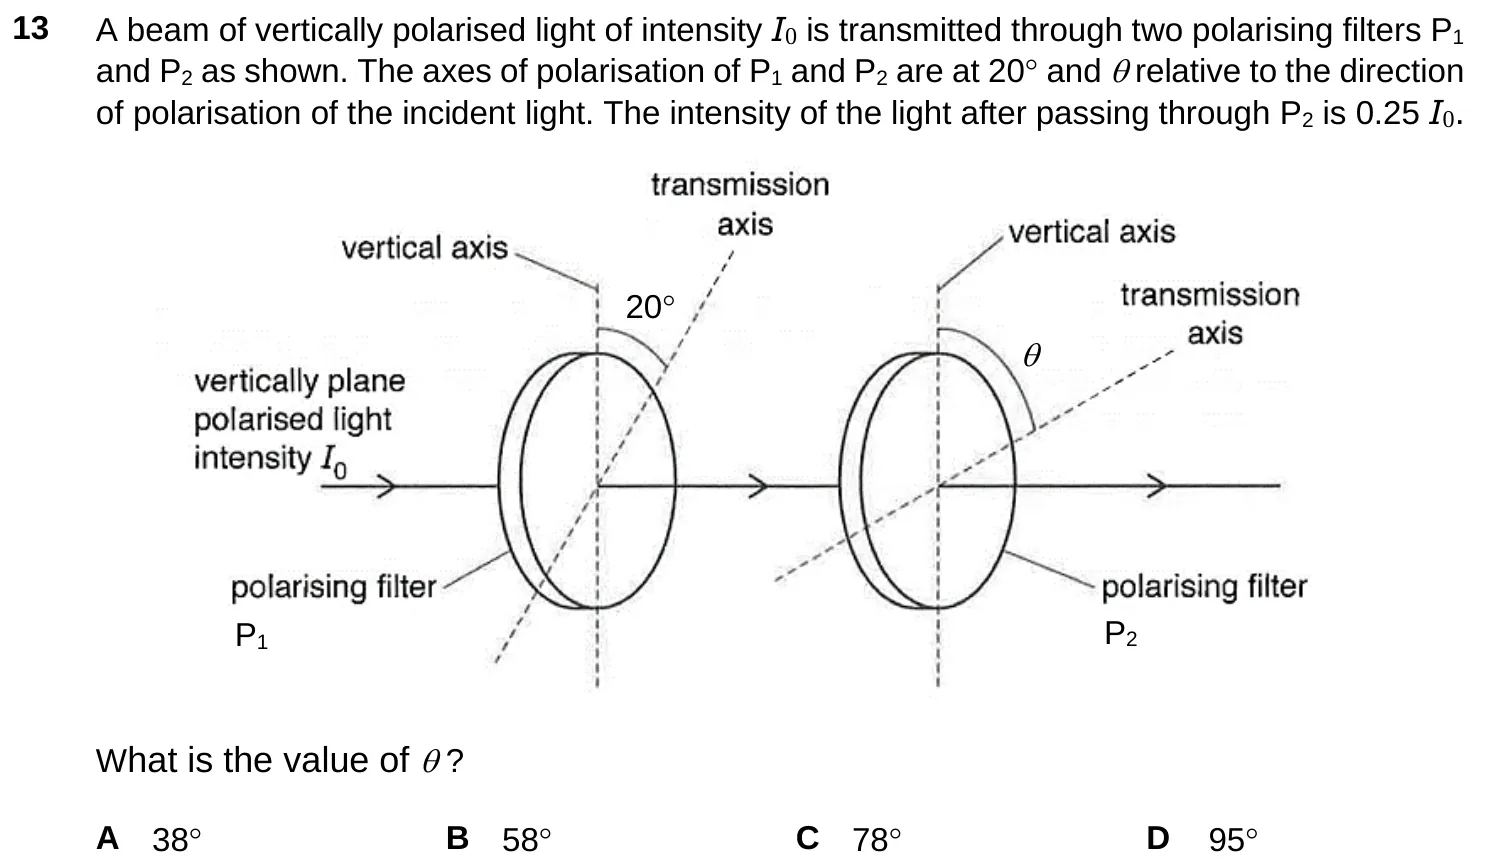 13 A beam of vertically polarised light of intensity I₀ is transmitted through two polarising filters P₁
and P₂ as shown. The axes of polarisation of P₁ and P₂ are at 20° and θ relative to the direction
of polarisation of the incident light. The intensity of the light after passing through P₂ is 0.25 I₀.
transmission
axis
vertical axis
20°
vertical axis
transmission
axis
θ
vertically plane
polarised light
intensity I₀
polarising filter
P₁
polarising filter
P₂
What is the value of θ ?
A 38° B 58° C 78° D 95°